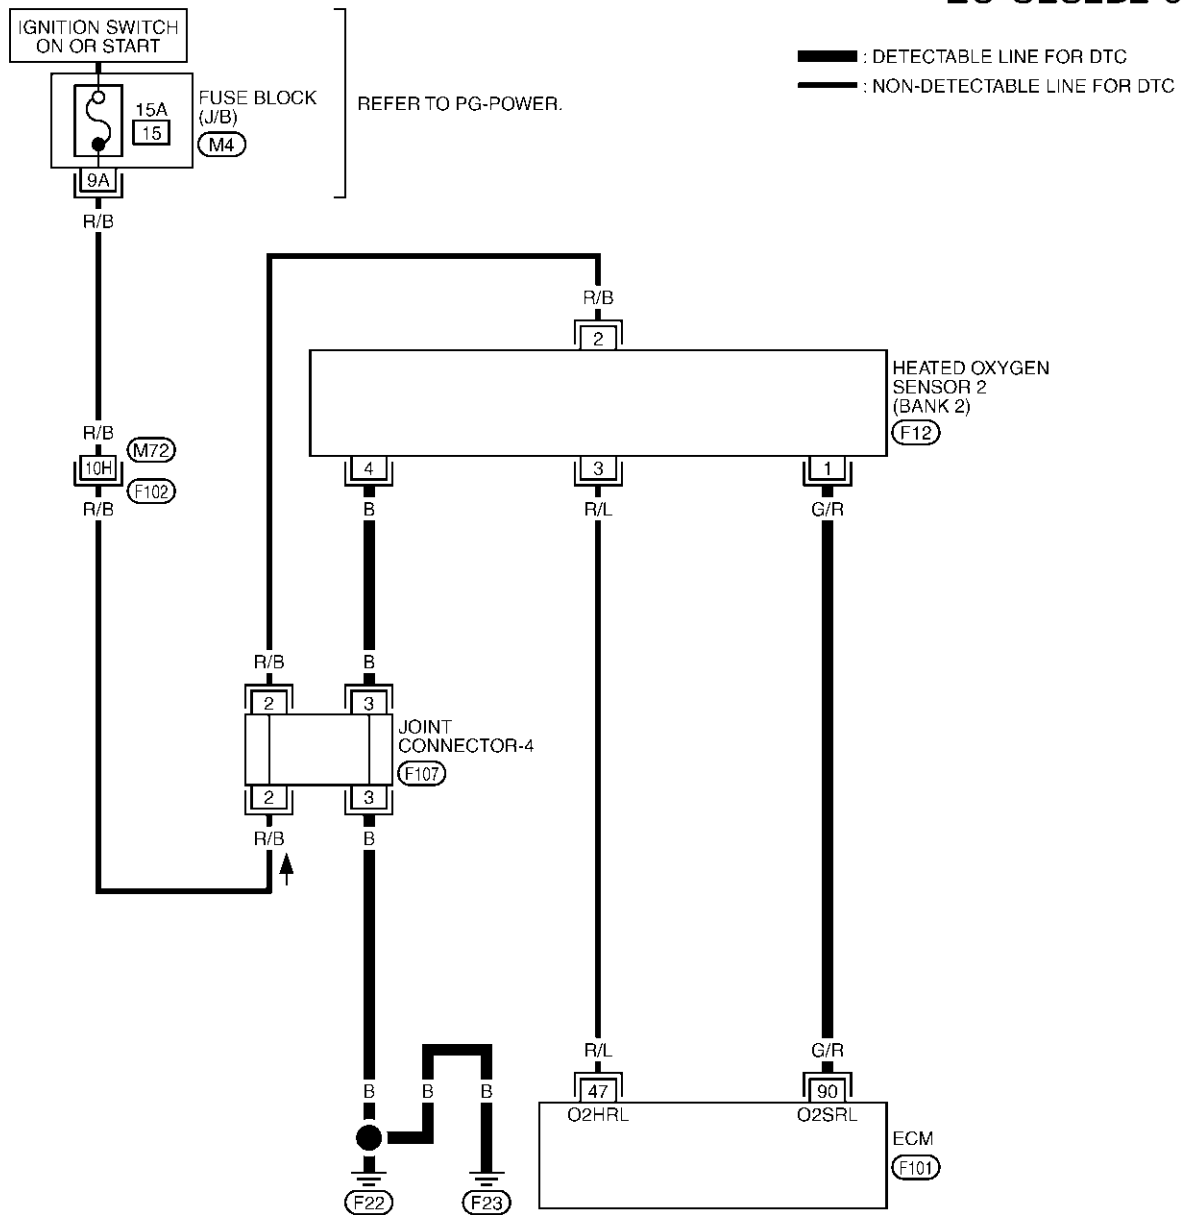 IGNITION SWITCH
ON OR START
: DETECTABLE LINE FOR DTC
: NON-DETECTABLE LINE FOR DTC
15A
15
FUSE BLOCK
(J/B)
M4
REFER TO PG-POWER.
9A
R/B
R/B
2
HEATED OXYGEN
SENSOR 2
(BANK 2)
F12
R/B
M72
10H
F102
R/B
4
3
1
B
R/L
G/R
R/B
B
2
3
JOINT
CONNECTOR-4
F107
2
3
R/B
B
R/L
G/R
47
90
B
B
B
O2HRL
O2SRL
ECM
F101
F22
F23